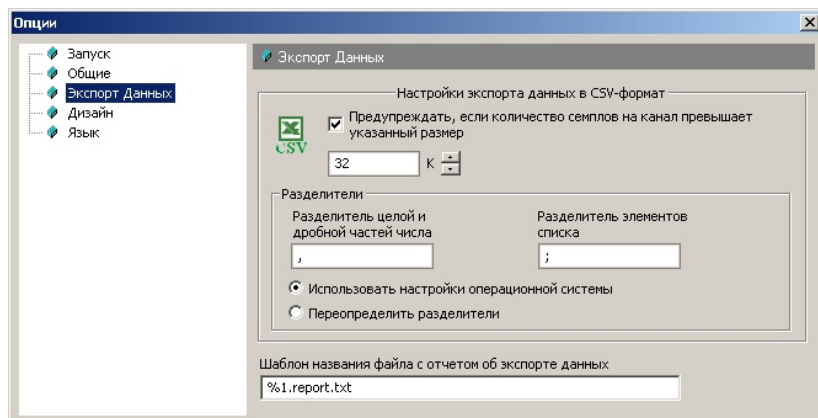 Опции
Запуск
Общие
Экспорт Данных
Дизайн
Язык
Экспорт Данных
Настройки экспорта данных в CSV-формат
CSV
Предупреждать, если количество семплов на канал превышает
указанный размер
32 К
Разделители
Разделитель целой и
дробной частей числа
,
Разделитель элементов
списка
;
Использовать настройки операционной системы
Переопределить разделители
Шаблон названия файла с отчетом об экспорте данных
%1.report.txt